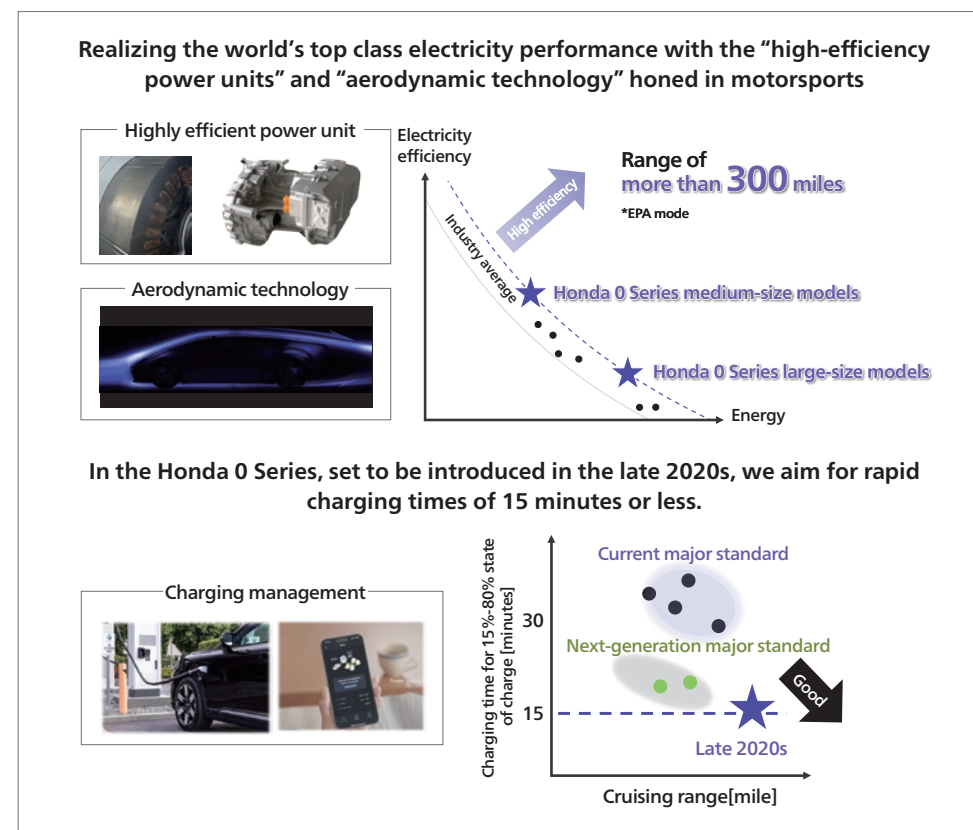 Realizing the world's top class electricity performance with the “high-efficiency
power units” and “aerodynamic technology” honed in motorsports
Highly efficient power unit
Aerodynamic technology
Electricity
efficiency
High efficiency
Range of
more than 300 miles
*EPA mode
Industry average
Honda 0 Series medium-size models
Honda 0 Series large-size models
Energy
In the Honda 0 Series, set to be introduced in the late 2020s, we aim for rapid
charging times of 15 minutes or less.
Charging management
Charging time for 15%-80% state
of charge [minutes]
30
15
Current major standard
Next-generation major standard
Good
Late 2020s
Cruising range[mile]